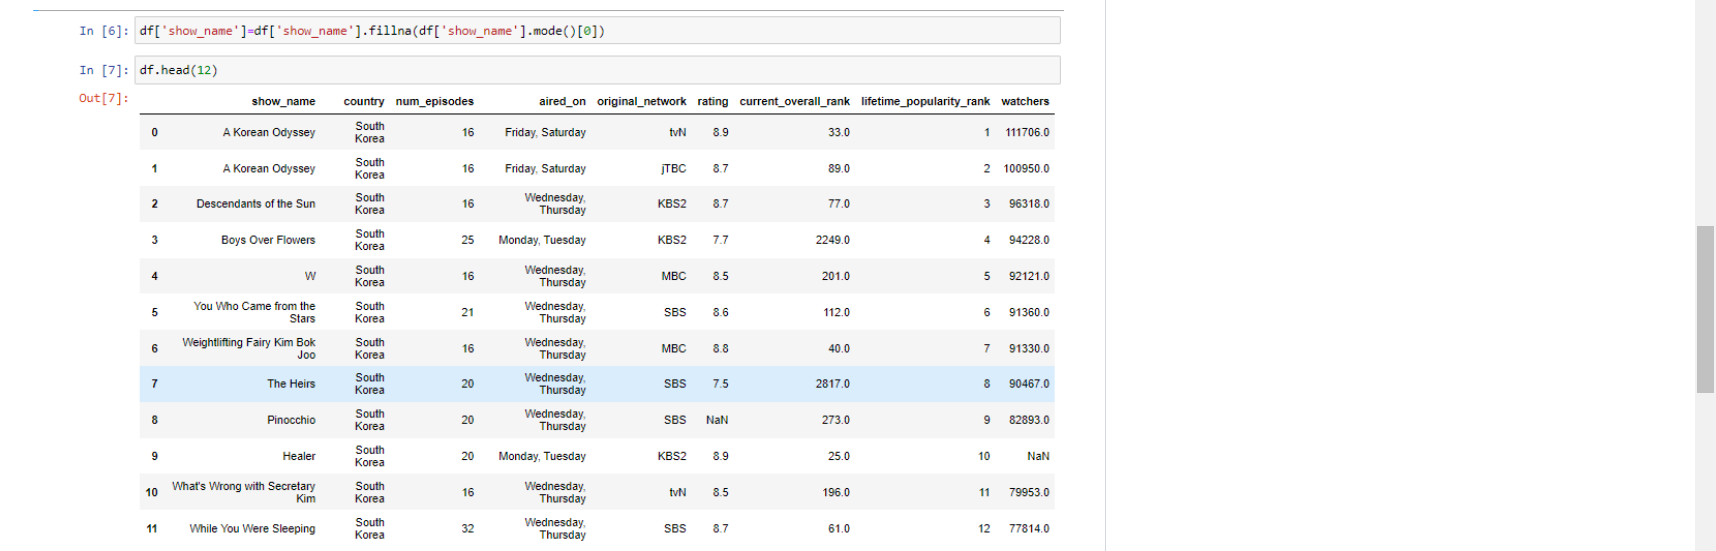 In [6]: df['show_name']=df['show_name'].fillna(df['show_name'].mode()[0])
In [7]: df.head(12)
Out[7]:
show_name country num_episodes aired_on original_network rating current_overall_rank lifetime_popularity_rank watchers
0 A Korean Odyssey South Korea 16 Friday, Saturday tvN 8.9 33.0 1 111706.0
1 A Korean Odyssey South Korea 16 Friday, Saturday jTBC 8.7 89.0 2 100950.0
2 Descendants of the Sun South Korea 16 Wednesday, Thursday KBS2 8.7 77.0 3 96318.0
3 Boys Over Flowers South Korea 25 Monday, Tuesday KBS2 7.7 2249.0 4 94228.0
4 W South Korea 16 Wednesday, Thursday MBC 8.5 201.0 5 92121.0
5 You Who Came from the Stars South Korea 21 Wednesday, Thursday SBS 8.6 112.0 6 91360.0
6 Weightlifting Fairy Kim Bok Joo South Korea 16 Wednesday, Thursday MBC 8.8 40.0 7 91330.0
7 The Heirs South Korea 20 Wednesday, Thursday SBS 7.5 2817.0 8 90467.0
8 Pinocchio South Korea 20 Wednesday, Thursday SBS NaN 273.0 9 82893.0
9 Healer South Korea 20 Monday, Tuesday KBS2 8.9 25.0 10 NaN
10 What's Wrong with Secretary Kim South Korea 16 Wednesday, Thursday tvN 8.5 196.0 11 79953.0
11 While You Were Sleeping South Korea 32 Wednesday, Thursday SBS 8.7 61.0 12 77814.0